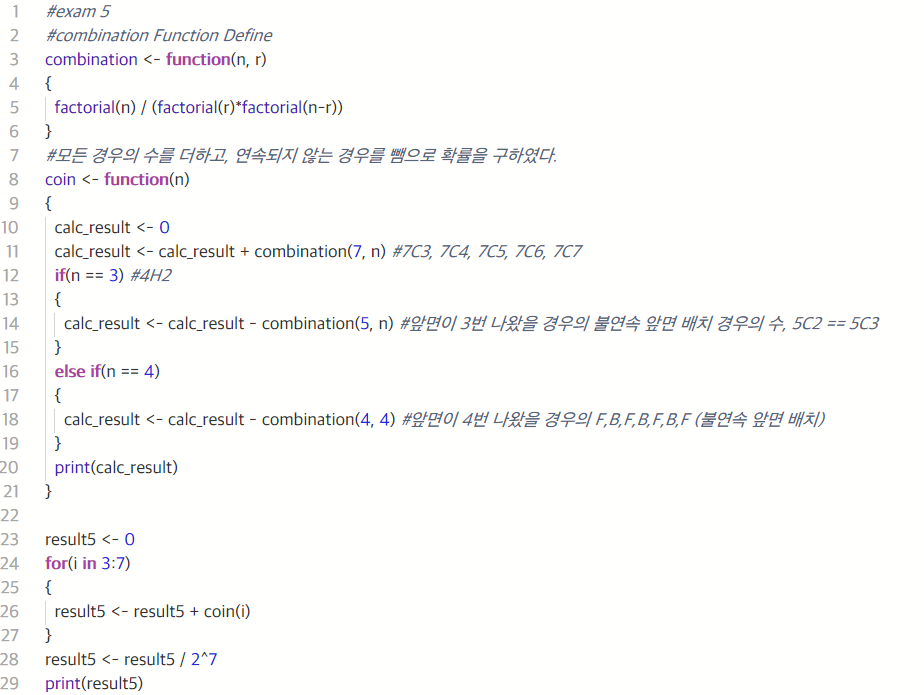 1 #exam 5
2 #combination Function Define
3 combination <- function(n, r)
4 {
5 factorial(n) / (factorial(r)*factorial(n-r))
6 }
7 #모든 경우의 수를 더하고, 연속되지 않는 경우를 뺌으로 확률을 구하였다.
8 coin <- function(n)
9 {
10 calc_result <- 0
11 calc_result <- calc_result + combination(7, n) #7C3, 7C4, 7C5, 7C6, 7C7
12 if(n == 3) #4H2
13 {
14 calc_result <- calc_result - combination(5, n) #앞면이 3번 나왔을 경우의 불연속 앞면 배치 경우의 수, 5C2 == 5C3
15 }
16 else if(n == 4)
17 {
18 calc_result <- calc_result - combination(4, 4) #앞면이 4번 나왔을 경우의 F,B,F,B,F,B,F (불연속 앞면 배치)
19 }
20 print(calc_result)
21 }
22
23 result5 <- 0
24 for(i in 3:7)
25 {
26 result5 <- result5 + coin(i)
27 }
28 result5 <- result5 / 2^7
29 print(result5)